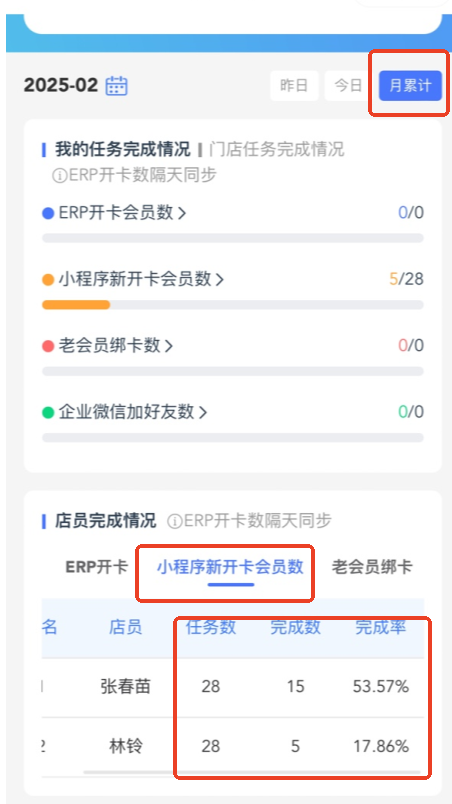 2025-02 昨日 今日 月累计
我的任务完成情况 门店任务完成情况
ⓘERP开卡数隔天同步
ERP开卡会员数 0/0
小程序新开卡会员数 5/28
老会员绑卡数 0/0
企业微信加好友数 0/0
店员完成情况 ⓘERP开卡数隔天同步
ERP开卡 小程序新开卡会员数 老会员绑卡
名 店员 任务数 完成数 完成率
张春苗 28 15 53.57%
2 林铃 28 5 17.86%